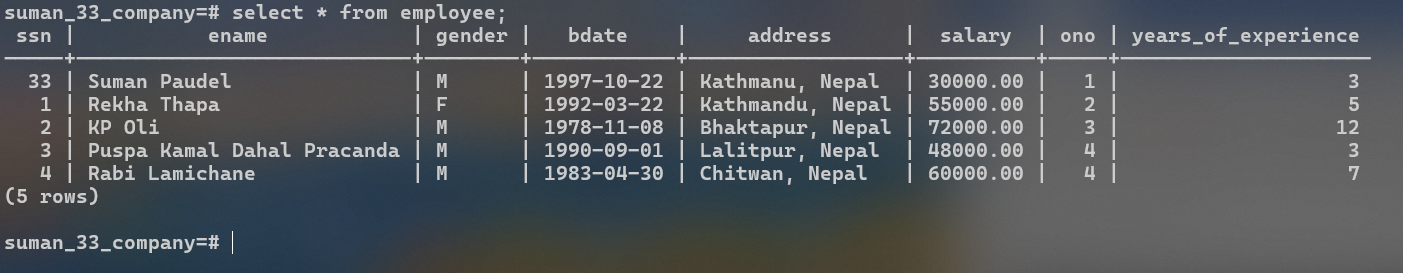 suman_33_company=# select * from employee;
ssn | ename | gender | bdate | address | salary | ono | years_of_experience
33 | Suman Paudel | M | 1997-10-22 | Kathmanu, Nepal | 30000.00 | 1 | 3
1 | Rekha Thapa | F | 1992-03-22 | Kathmandu, Nepal | 55000.00 | 2 | 5
2 | KP Oli | M | 1978-11-08 | Bhaktapur, Nepal | 72000.00 | 3 | 12
3 | Puspa Kamal Dahal Pracanda | M | 1990-09-01 | Lalitpur, Nepal | 48000.00 | 4 | 3
4 | Rabi Lamichane | M | 1983-04-30 | Chitwan, Nepal | 60000.00 | 4 | 7
(5 rows)
suman_33_company=#